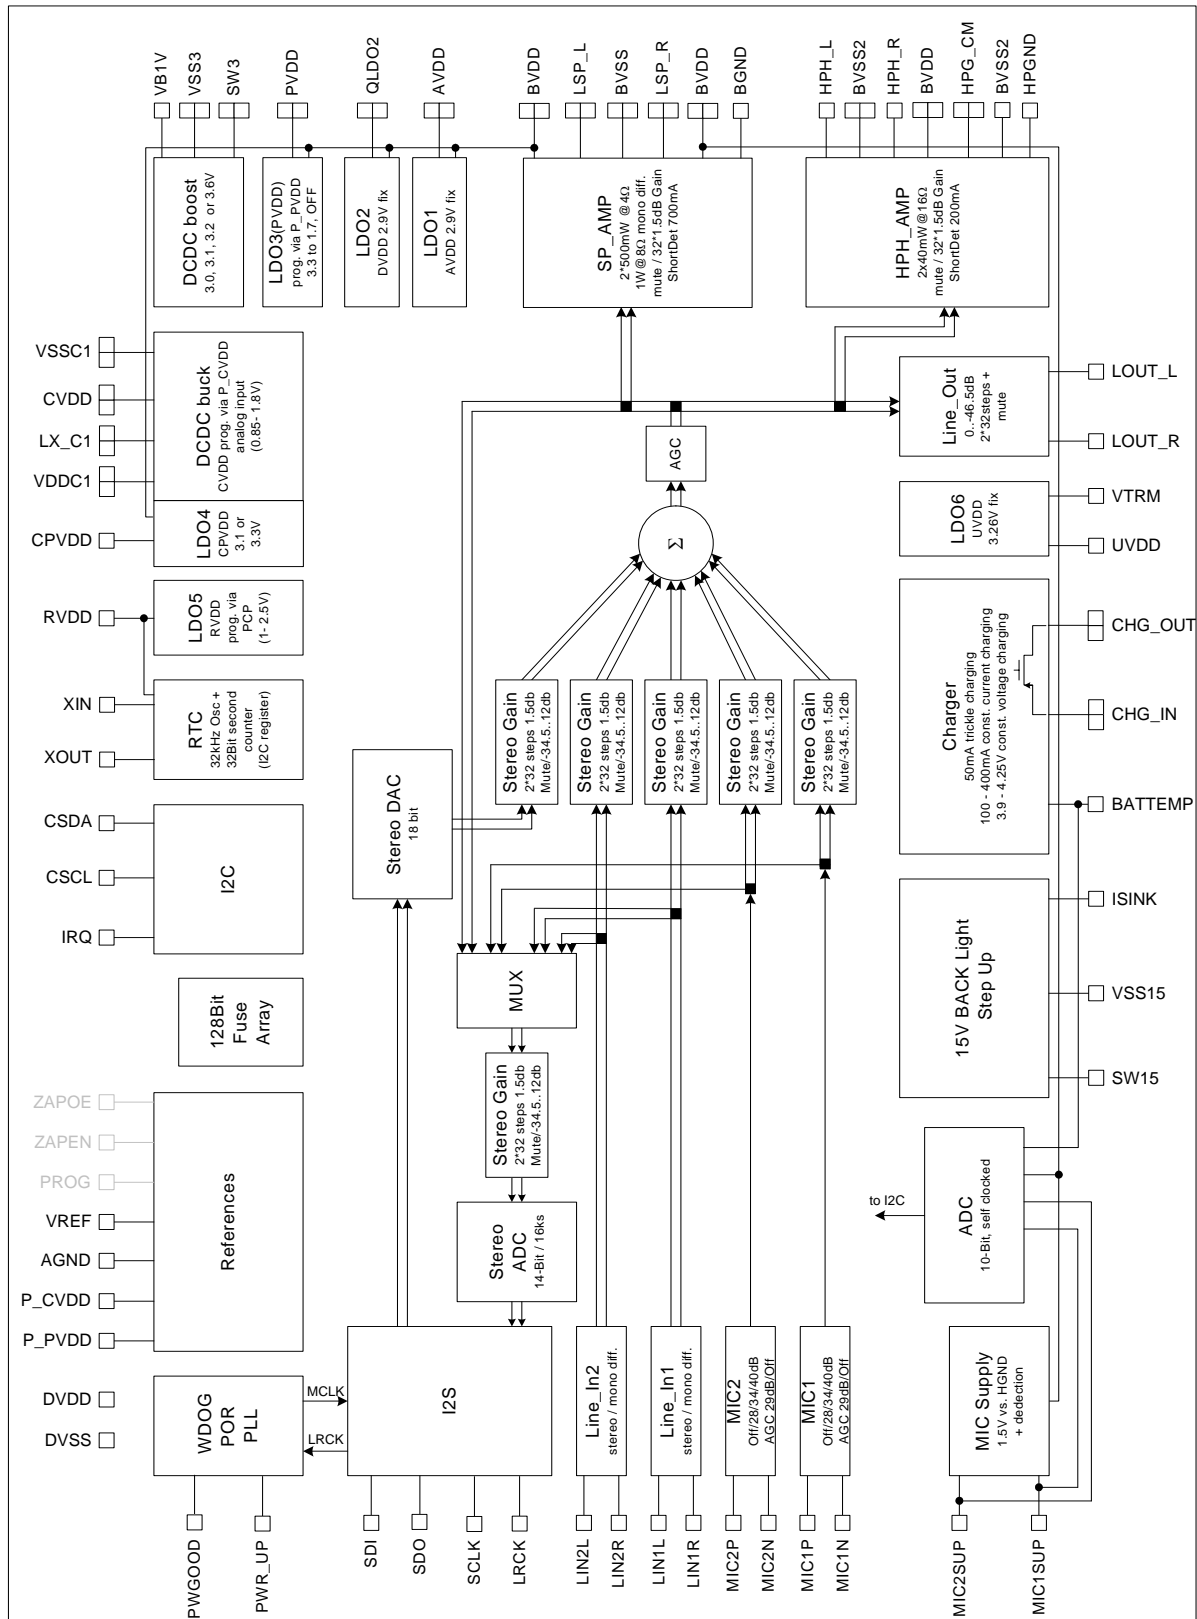 VB1V
VSS3
SW3
PVDD
QLDO2
AVDD
BVDD
LSP_L
BVSS
LSP_R
BVDD
BGND
HPH_L
BVSS2
HPH_R
BVDD
HPG_CM
BVSS2
HPGND
DCDC boost
3.0, 3.1, 3.2 or 3.6V
LDO3(PVDD)
prog. via P_PVDD
3.3 to 1.7, OFF
LDO2
DVDD 2.9V fix
LDO1
AVDD 2.9V fix
SP_AMP
2*500mW @4Ω
1W@8Ω mono diff.
mute / 32*1.5dB Gain
ShortDet 700mA
HPH_AMP
2x40mW@16Ω
mute / 32*1.5dB Gain
ShortDet 200mA
VSSC1
CVDD
LX_C1
VDDC1
DCDC buck
CVDD prog. via P_CVDD
analog input
(0.85- 1.8V)
CPVDD
LDO4
CPVDD
3.1 or
3.3V
RVDD
LDO5
RVDD
prog. via
PCP
(1- 2.5V)
XIN
XOUT
RTC
32kHz Osc +
32Bit second
counter
(I2C register)
CSDA
CSCL
IRQ
I2C
128Bit
Fuse
Array
ZAPOE
ZAPEN
PROG
VREF
AGND
P_CVDD
P_PVDD
References
DVDD
DVSS
WDOG
POR
PLL
MCLK
LRCK
PWGOOD
PWR_UP
I2S
SDI
SDO
SCLK
LRCK
Stereo DAC
18 bit
AGC
Σ
Stereo Gain
2*32 steps 1.5db
Mute/-34.5..12db
Stereo Gain
2*32 steps 1.5db
Mute/-34.5..12db
Stereo Gain
2*32 steps 1.5db
Mute/-34.5..12db
Stereo Gain
2*32 steps 1.5db
Mute/-34.5..12db
Stereo Gain
2*32 steps 1.5db
Mute/-34.5..12db
MUX
Stereo Gain
2*32 steps 1.5db
Mute/-34.5..12db
Stereo
ADC
14-Bit / 16ks
Line_In2
stereo / mono diff.
Line_In1
stereo / mono diff.
MIC2
Off/28/34/40dB
AGC 29dB/Off
MIC1
Off/28/34/40dB
AGC 29dB/Off
LIN2L
LIN2R
LIN1L
LIN1R
MIC2P
MIC2N
MIC1P
MIC1N
Line_Out
0..-46.5dB
2*32steps +
mute
LOUT_L
LOUT_R
LDO6
UVDD
3.26V fix
VTRM
UVDD
Charger
50mA trickle charging
100 - 400mA const. current charging
3.9 - 4.25V const. voltage charging
CHG_OUT
CHG_IN
BATTEMP
15V BACK Light
Step Up
ISINK
VSS15
SW15
to I2C
ADC
10-Bit, self clocked
MIC Supply
1.5V vs. HGND
+ dedection
MIC2SUP
MIC1SUP